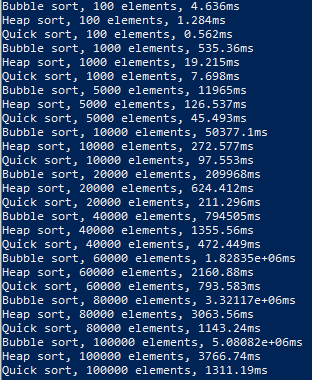 Bubble sort, 100 elements, 4.636ms
Heap sort, 100 elements, 1.284ms
Quick sort, 100 elements, 0.562ms
Bubble sort, 1000 elements, 535.36ms
Heap sort, 1000 elements, 19.215ms
Quick sort, 1000 elements, 7.698ms
Bubble sort, 5000 elements, 11965ms
Heap sort, 5000 elements, 126.537ms
Quick sort, 5000 elements, 45.493ms
Bubble sort, 10000 elements, 50377.1ms
Heap sort, 10000 elements, 272.577ms
Quick sort, 10000 elements, 97.553ms
Bubble sort, 20000 elements, 209968ms
Heap sort, 20000 elements, 624.412ms
Quick sort, 20000 elements, 211.296ms
Bubble sort, 40000 elements, 794505ms
Heap sort, 40000 elements, 1355.56ms
Quick sort, 40000 elements, 472.449ms
Bubble sort, 60000 elements, 1.82835e+06ms
Heap sort, 60000 elements, 2160.88ms
Quick sort, 60000 elements, 793.583ms
Bubble sort, 80000 elements, 3.32117e+06ms
Heap sort, 80000 elements, 3063.56ms
Quick sort, 80000 elements, 1143.24ms
Bubble sort, 100000 elements, 5.08082e+06ms
Heap sort, 100000 elements, 3766.74ms
Quick sort, 100000 elements, 1311.19ms